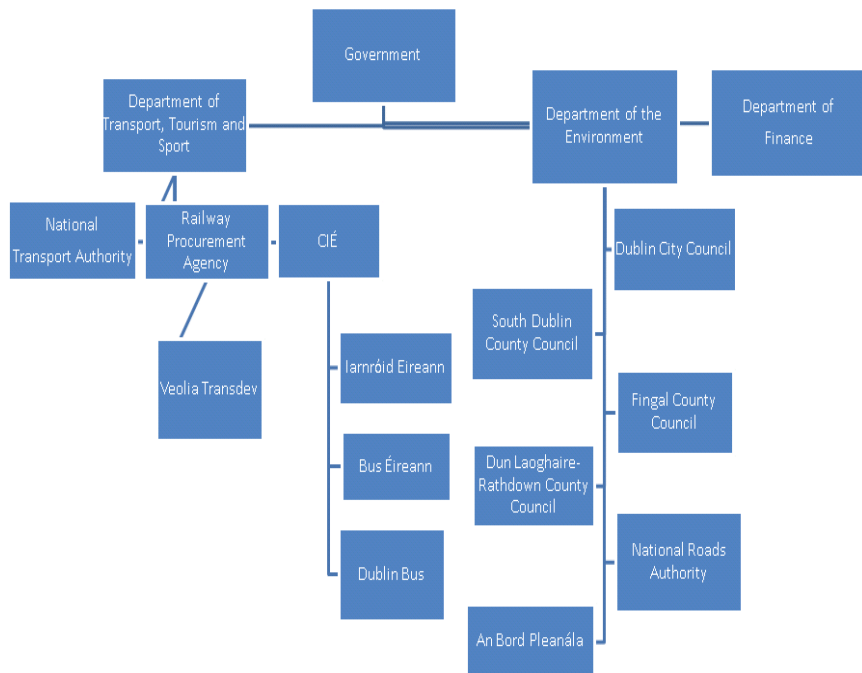 Government
Department of
Transport, Tourism and
Sport
Department of the
Environment
Department of
Finance
National
Transport Authority
Railway
Procurement
Agency
CIÉ
Dublin City Council
South Dublin
County Council
Veolia Transdev
Iarnróid Eireann
Fingal County
Council
Bus Éireann
Dun Laoghaire-
Rathdown County
Council
National Roads
Authority
Dublin Bus
An Bord Pleanála